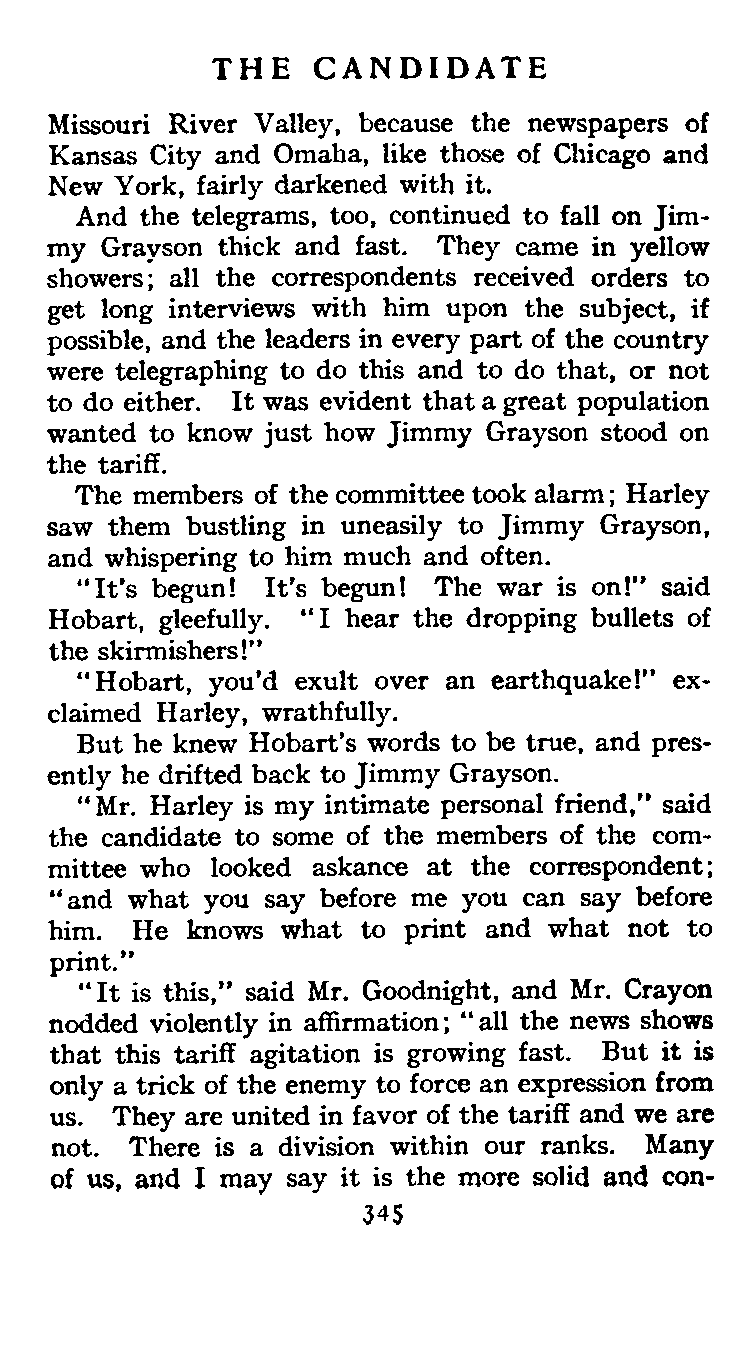 THE CANDIDATE
Missouri River Valley, because the newspapers of
Kansas City and Omaha, like those of Chicago and
New York, fairly darkened with it.
And the telegrams, too, continued to fall on Jim-
my Grayson thick and fast. They came in yellow
showers; all the correspondents received orders to
get long interviews with him upon the subject, if
possible, and the leaders in every part of the country
were telegraphing to do this and to do that, or not
to do either. It was evident that a great population
wanted to know just how Jimmy Grayson stood on
the tariff.
The members of the committee took alarm; Harley
saw them bustling in uneasily to Jimmy Grayson,
and whispering to him much and often.
"It's begun! It's begun! The war is on!" said
Hobart, gleefully. "I hear the dropping bullets of
the skirmishers!"
"Hobart, you'd exult over an earthquake!" ex-
claimed Harley, wrathfully.
But he knew Hobart's words to be true, and pres-
ently he drifted back to Jimmy Grayson.
"Mr. Harley is my intimate personal friend," said
the candidate to some of the members of the com-
mittee who looked askance at the correspondent;
"and what you say before me you can say before
him. He knows what to print and what not to
print."
"It is this," said Mr. Goodnight, and Mr. Crayon
nodded violently in affirmation; "all the news shows
that this tariff agitation is growing fast. But it is
only a trick of the enemy to force an expression from
us. They are united in favor of the tariff and we are
not. There is a division within our ranks. Many
of us, and I may say it is the more solid and con-
345